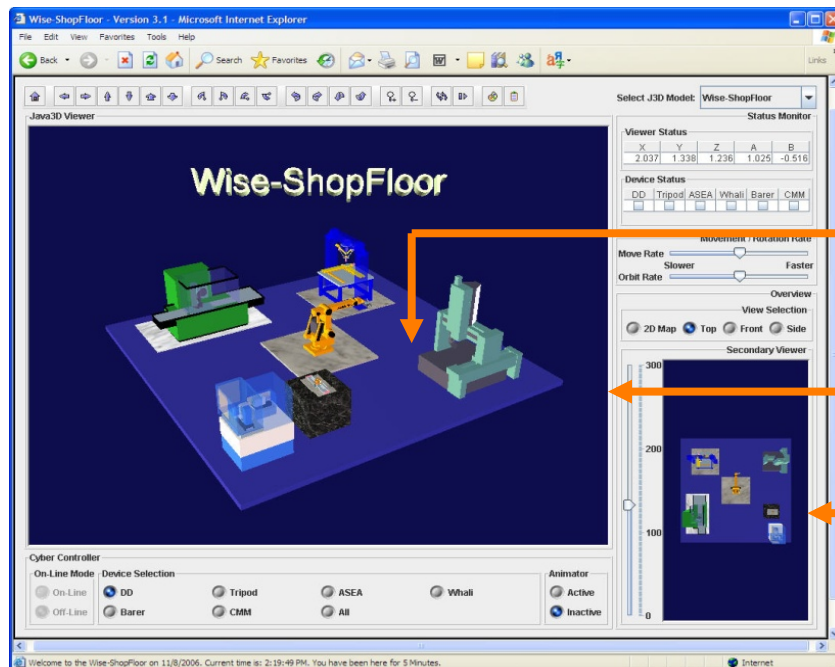 Wise-ShopFloor - Version 3.1 - Microsoft Internet Explorer
File Edit View Favorites Tools Help
Back Search Favorites Links
Select J3D Model: Wise-ShopFloor
Java3D Viewer
Status Monitor
Viewer Status
X Y Z A B
2.037 1.338 1.236 1.025 -0.516
Device Status
DD Tripod ASEA Whali Barer CMM
Wise-ShopFloor
Movement / Rotation Rate
Move Rate
Slower Faster
Orbit Rate
Overview
View Selection
2D Map Top Front Side
Secondary Viewer
300
200
100
0
Cyber Controller
On-Line Mode Device Selection Animator
On-Line DD Tripod ASEA Whali Active
Off-Line Barer CMM All Inactive
Welcome to the Wise-ShopFloor on 11/8/2006. Current time is: 2:19:49 PM. You have been here for 5 Minutes. Internet